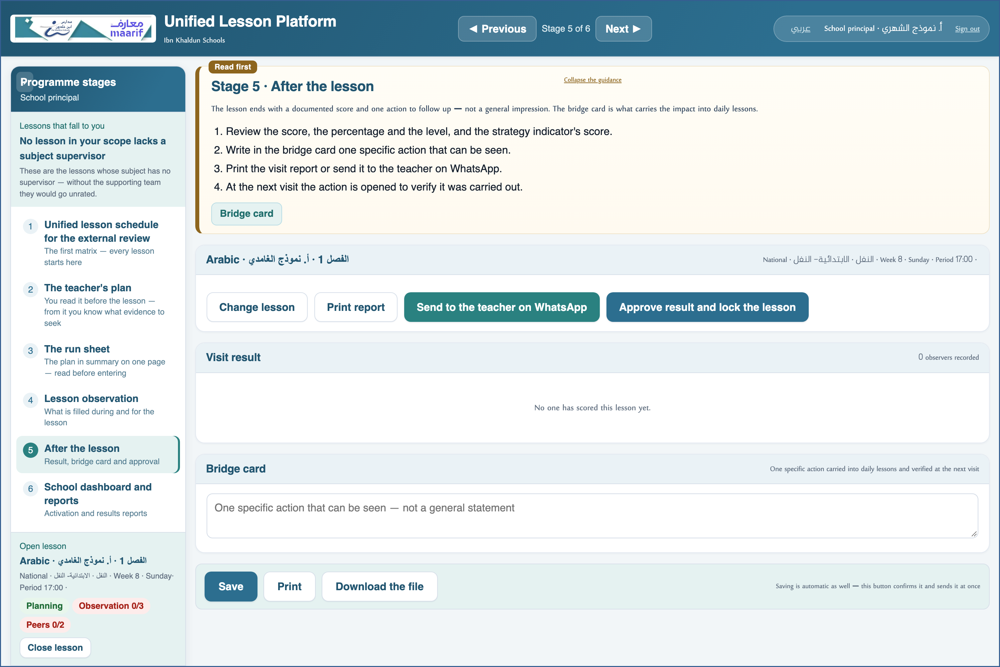 مدارس
ابن خلدون
Ibn Khaldun Schools
معارف
maarif
Unified Lesson Platform
Ibn Khaldun Schools
◀ Previous
Stage 5 of 6
Next ▶
عربي
School principal · أ. نموذج الشهري
Sign out
Programme stages
School principal
Lessons that fall to you
No lesson in your scope lacks a
subject supervisor
These are the lessons whose subject has no
supervisor — without the supporting team
they would go unrated.
1
Unified lesson schedule
for the external review
The first matrix — every lesson
starts here
2
The teacher's plan
You read it before the lesson —
from it you know what evidence to
seek
3
The run sheet
The plan in summary on one page
— read before entering
4
Lesson observation
What is filled during and for the
lesson
5
After the lesson
Result, bridge card and approval
6
School dashboard and
reports
Activation and results reports
Open lesson
Arabic · الفصل 1 · أ. نموذج الغامدي
National · النفل · الابتدائية- النفل · Week 8 · Sunday·
Period 17:00 ·
Planning
Observation 0/3
Peers 0/2
Close lesson
Read first
Stage 5 · After the lesson
Collapse the guidance
The lesson ends with a documented score and one action to follow up — not a general impression. The bridge card is what carries the impact into daily lessons.
1. Review the score, the percentage and the level, and the strategy indicator's score.
2. Write in the bridge card one specific action that can be seen.
3. Print the visit report or send it to the teacher on WhatsApp.
4. At the next visit the action is opened to verify it was carried out.
Bridge card
Arabic · الفصل 1 · أ. نموذج الغامدي
National · النفل · الابتدائية- النفل · Week 8 · Sunday · Period 17:00 ·
Change lesson
Print report
Send to the teacher on WhatsApp
Approve result and lock the lesson
Visit result
0 observers recorded
No one has scored this lesson yet.
Bridge card
One specific action carried into daily lessons and verified at the next visit
One specific action that can be seen — not a general statement
Save
Print
Download the file
Saving is automatic as well — this button confirms it and sends it at once